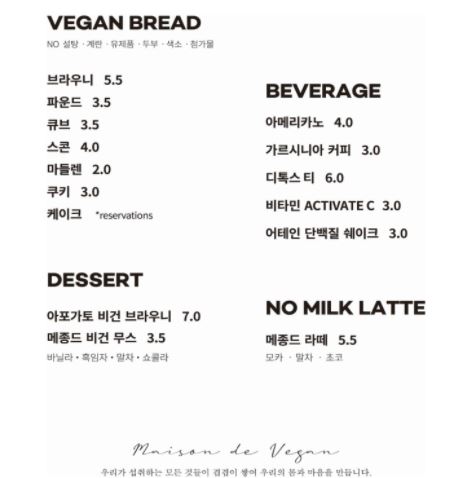 VEGAN BREAD
NO 설탕 · 계란 · 유제품 · 두부 · 색소 · 첨가물
브라우니 5.5
파운드 3.5
큐브 3.5
스콘 4.0
마들렌 2.0
쿠키 3.0
케이크 *reservations
DESSERT
아포가토 비건 브라우니 7.0
메종드 비건 무스 3.5
바닐라 • 흑임자 • 말차 • 쇼콜라
BEVERAGE
아메리카노 4.0
가르시니아 커피 3.0
디톡스 티 6.0
비타민 ACTIVATE C 3.0
어테인 단백질 쉐이크 3.0
NO MILK LATTE
메종드 라떼 5.5
모카 · 말차 · 초코
Maison de Vegan
우리가 섭취하는 모든 것들이 겹겹이 쌓여 우리의 몸과 마음을 만듭니다.